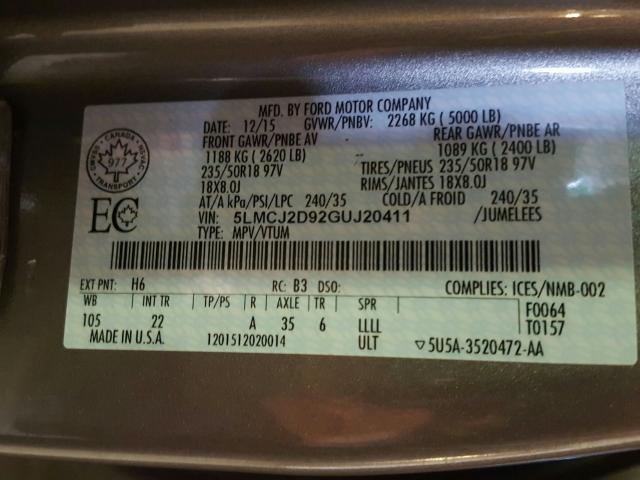 MFD. BY FORD MOTOR COMPANY
DATE: 12/15 GVWR/PNBV: 2268 KG ( 5000 LB)
FRONT GAWR/PNBE AV REAR GAWR/PNBE AR
1188 KG ( 2620 LB) 1089 KG ( 2400 LB)
235/50R18 97V TIRES/PNEUS 235/50R18 97V
18X8.0J RIMS/JANTES 18X8.0J
AT/A kPa/PSI/LPC 240/35 COLD/A FROID 240/35
VIN: 5LMCJ2D92GUJ20411 /JUMELEES
TYPE: MPV/VTUM
CANADA
977
TRANSPORT
EC
EXT PNT: H6 RC: B3 DSO: COMPLIES: ICES/NMB-002
WB INT TR TP/PS R AXLE TR SPR F0064
105 22 A 35 6 LLLL T0157
MADE IN U.S.A. 1201512020014 ULT ▽5U5A-3520472-AA